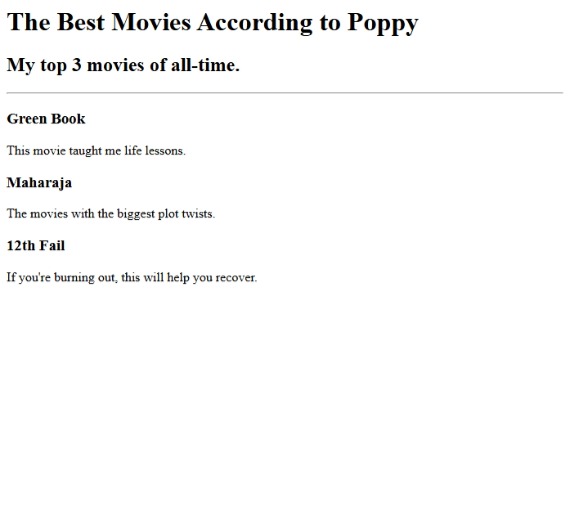 The Best Movies According to Poppy
My top 3 movies of all-time.
Green Book
This movie taught me life lessons.
Maharaja
The movies with the biggest plot twists.
12th Fail
If you're burning out, this will help you recover.